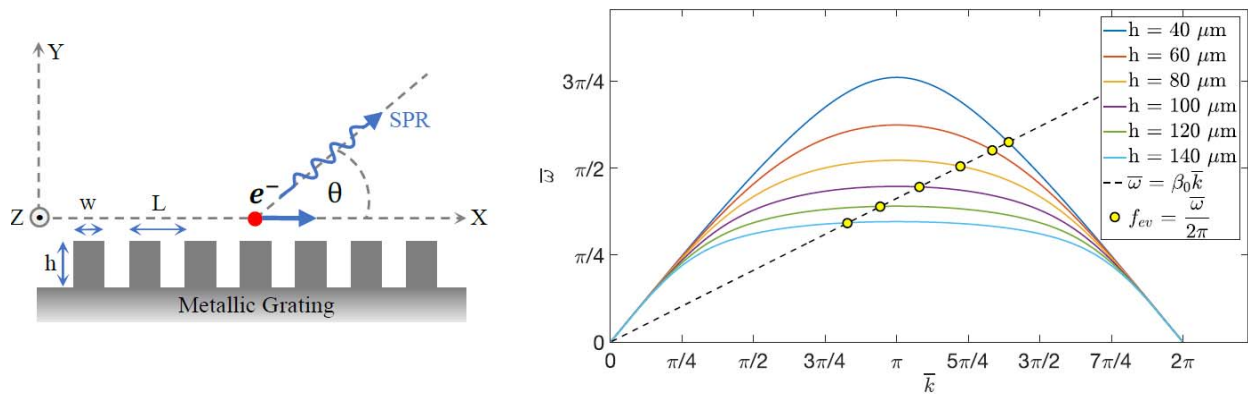 Y
SPR
e⁻
θ
Z
w
L
X
h
Metallic Grating
h = 40 μm
h = 60 μm
h = 80 μm
h = 100 μm
h = 120 μm
h = 140 μm
ω̅ = β₀k̅
f_ev = ω̅/2π
3π/4
π/2
π/4
0
ω̅
0 π/4 π/2 3π/4 π 5π/4 3π/2 7π/4 2π
k̅